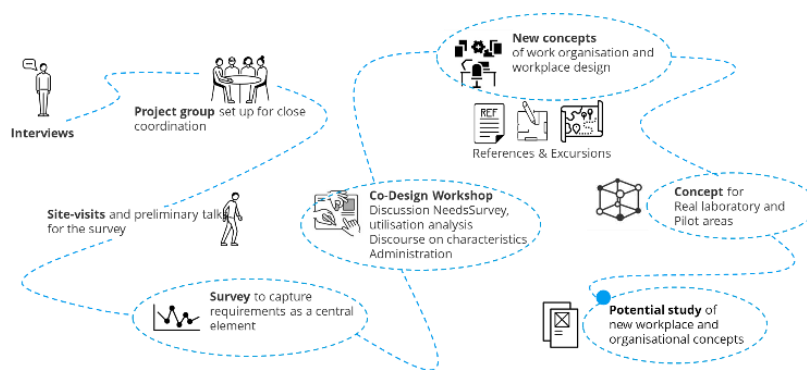 Interviews
Project group set up for close
coordination
Site-visits and preliminary talk
for the survey
Survey to capture
requirements as a central
element
Co-Design Workshop
Discussion NeedsSurvey,
utilisation analysis
Discourse on characteristics
Administration
New concepts
of work organisation and
workplace design
REF
References & Excursions
Concept for
Real laboratory and
Pilot areas
Potential study of
new workplace and
organisational concepts